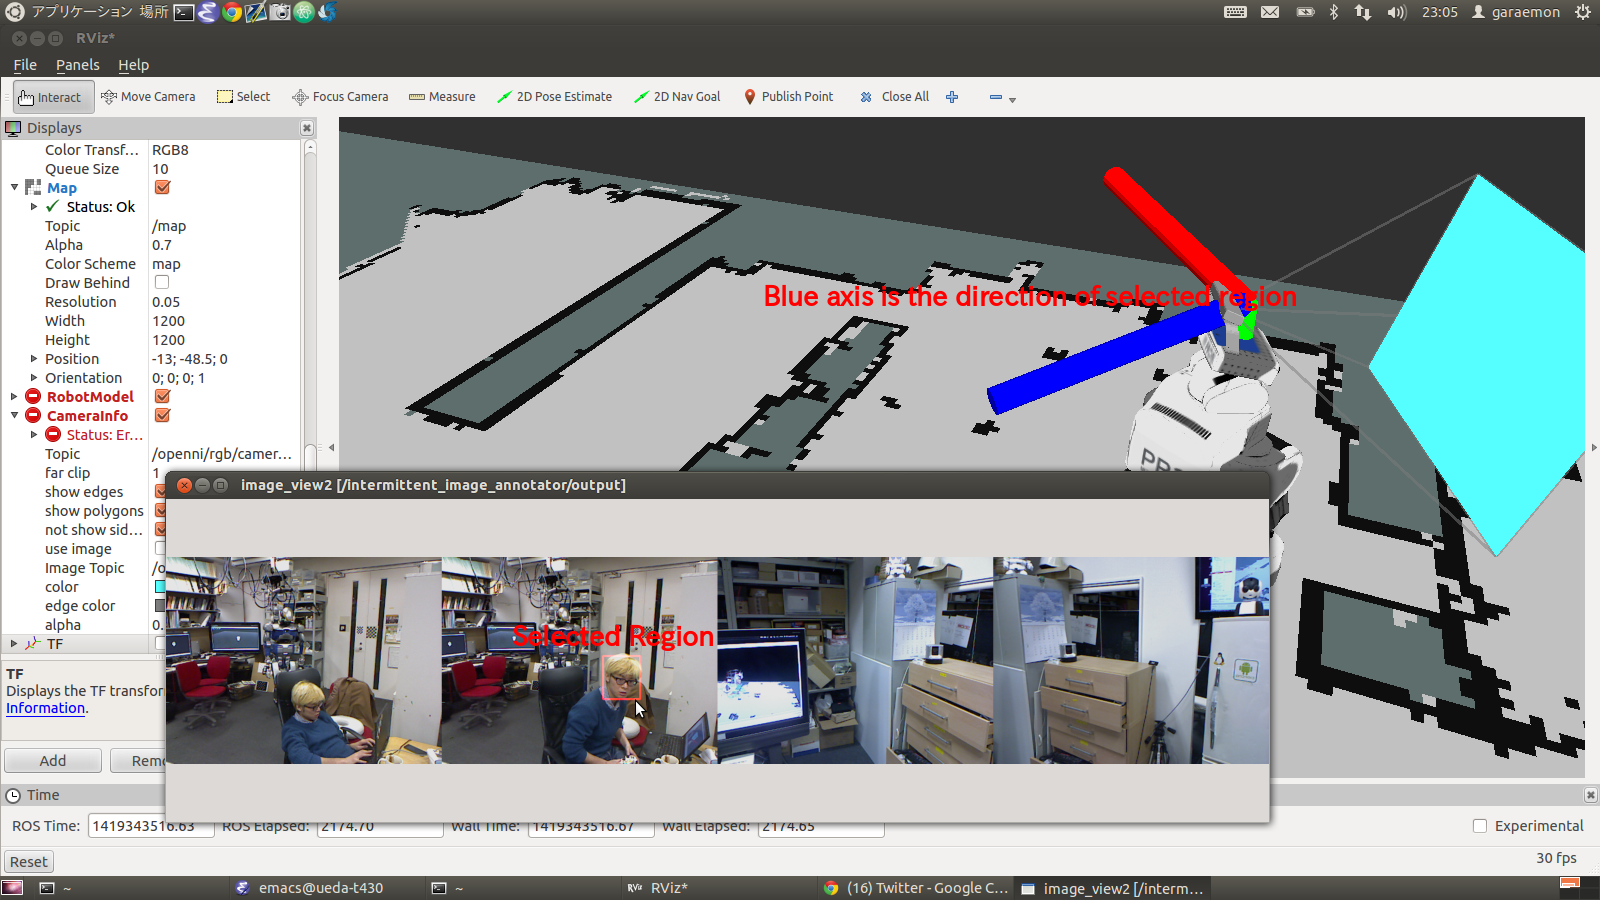 アプリケーション 場所
23:05 garaemon
RViz*
File Panels Help
Interact Move Camera Select Focus Camera Measure 2D Pose Estimate 2D Nav Goal Publish Point Close All
Displays
Color Transf... RGB8
Queue Size 10
Map
Status: Ok
Topic /map
Alpha 0.7
Color Scheme map
Draw Behind
Resolution 0.05
Width 1200
Height 1200
Position -13; -48.5; 0
Orientation 0; 0; 0; 1
RobotModel
CameraInfo
Status: Er...
Topic /openni/rgb/camer...
far clip 1
show edges
show polygons
not show sid...
use image
Image Topic
color
edge color
alpha 0.
TF
TF
Displays the TF transfor
Information.
Add
Reset
Blue axis is the direction of selected region
image_view2 [/intermittent_image_annotator/output]
Selected Region
Time
ROS Time: 1419343516.63 ROS Elapsed: 2174.70 Wall Time: 1419343516.67 Wall Elapsed: 2174.65
Experimental
30 fps
~
emacs@ueda-t430
~
RViz*
(16) Twitter - Google C...
image_view2 [/interm...